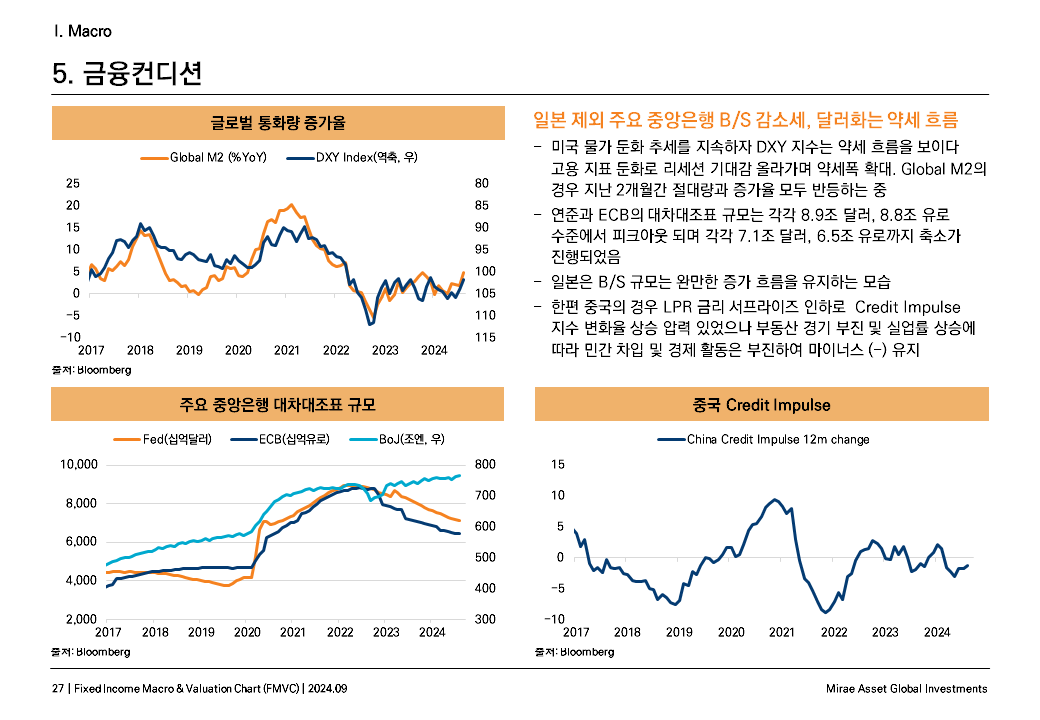 I. Macro
5. 금융컨디션
글로벌 통화량 증가율
Global M2 (%YoY) DXY Index(역축, 우)
25 80
20 85
15 90
10 95
5 100
0 105
−5 110
−10 115
2017 2018 2019 2020 2021 2022 2023 2024
출처: Bloomberg
일본 제외 주요 중앙은행 B/S 감소세, 달러화는 약세 흐름
− 미국 물가 둔화 추세를 지속하자 DXY 지수는 약세 흐름을 보이다
고용 지표 둔화로 리세션 기대감 올라가며 약세폭 확대. Global M2의
경우 지난 2개월간 절대량과 증가율 모두 반등하는 중
− 연준과 ECB의 대차대조표 규모는 각각 8.9조 달러, 8.8조 유로
수준에서 피크아웃 되며 각각 7.1조 달러, 6.5조 유로까지 축소가
진행되었음
− 일본은 B/S 규모는 완만한 증가 흐름을 유지하는 모습
− 한편 중국의 경우 LPR 금리 서프라이즈 인하로 Credit Impulse
지수 변화율 상승 압력 있었으나 부동산 경기 부진 및 실업률 상승에
따라 민간 차입 및 경제 활동은 부진하여 마이너스 (−) 유지
주요 중앙은행 대차대조표 규모
Fed(십억달러) ECB(십억유로) BoJ(조엔, 우)
10,000 800
8,000 700
6,000 600
500
4,000 400
2,000 300
2017 2018 2019 2020 2021 2022 2023 2024
출처: Bloomberg
중국 Credit Impulse
China Credit Impulse 12m change
15
10
5
0
−5
−10
2017 2018 2019 2020 2021 2022 2023 2024
출처: Bloomberg
27 | Fixed Income Macro & Valuation Chart (FMVC) | 2024.09
Mirae Asset Global Investments